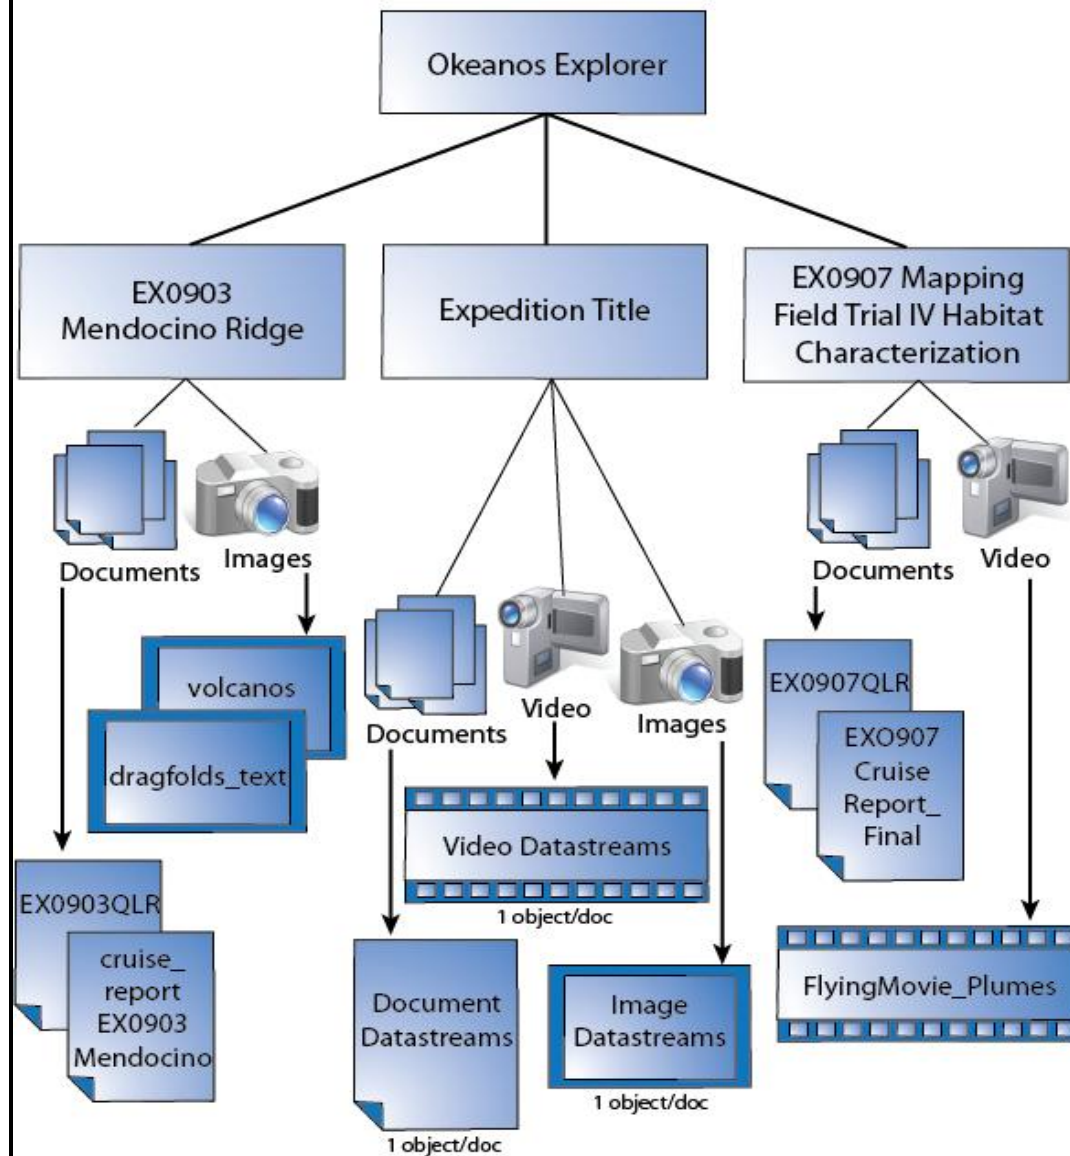 Okeanos Explorer
EX0903
Mendocino Ridge
Expedition Title
EX0907 Mapping
Field Trial IV Habitat
Characterization
Documents
Images
Documents
Video
volcanos
dragfolds_text
Documents
Video
Images
EX0907QLR
EXO907
Cruise
Report_
Final
Video Datastreams
1 object/doc
EX0903QLR
cruise_
report
EX0903
Mendocino
Document
Datastreams
1 object/doc
Image
Datastreams
1 object/doc
FlyingMovie_Plumes